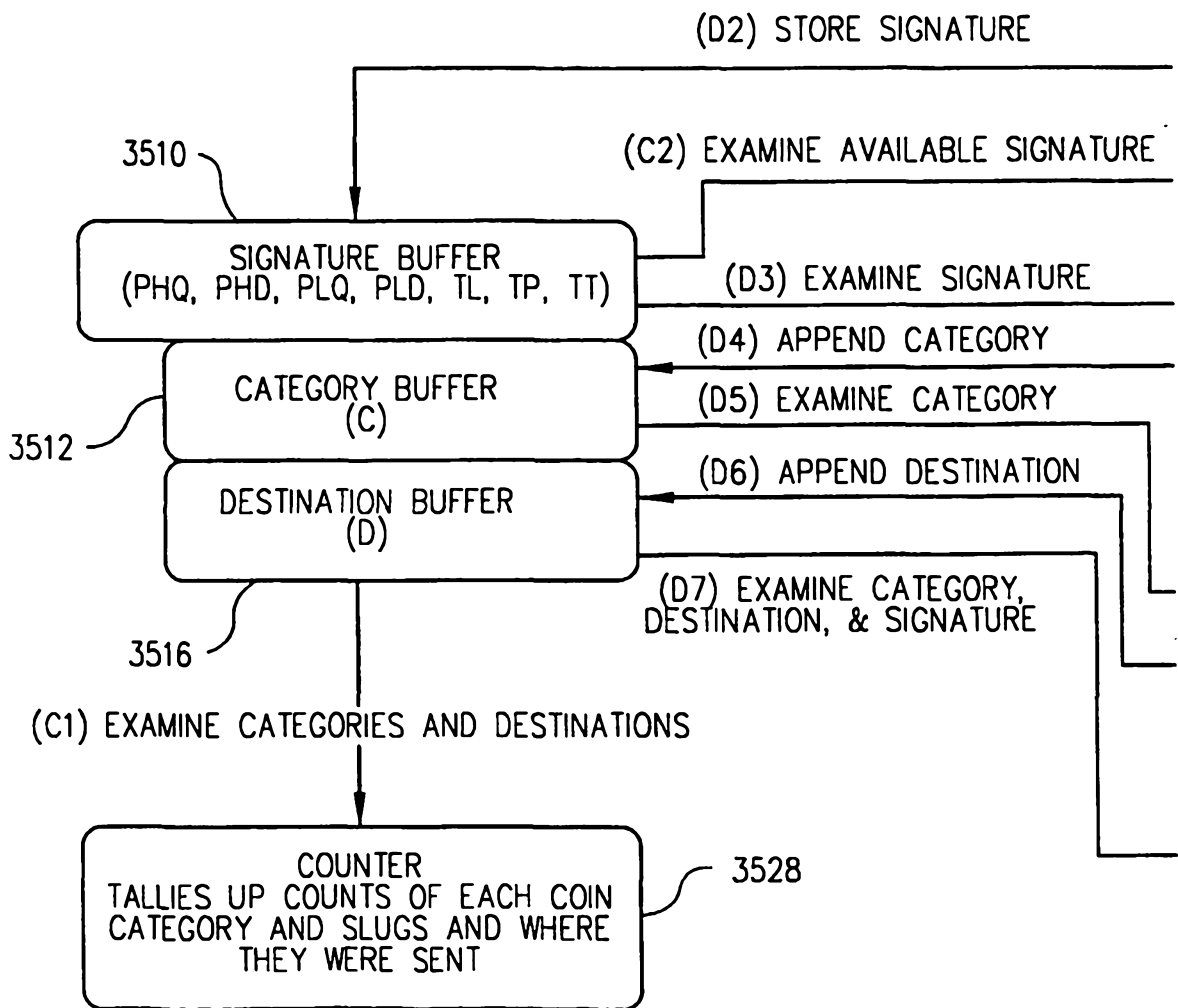 (D2) STORE SIGNATURE
3510
(C2) EXAMINE AVAILABLE SIGNATURE
SIGNATURE BUFFER
(PHQ, PHD, PLQ, PLD, TL, TP, TT)
(D3) EXAMINE SIGNATURE
(D4) APPEND CATEGORY
CATEGORY BUFFER
(C)
(D5) EXAMINE CATEGORY
3512
(D6) APPEND DESTINATION
DESTINATION BUFFER
(D)
(D7) EXAMINE CATEGORY,
DESTINATION, & SIGNATURE
3516
(C1) EXAMINE CATEGORIES AND DESTINATIONS
COUNTER
TALLIES UP COUNTS OF EACH COIN
CATEGORY AND SLUGS AND WHERE
THEY WERE SENT
3528